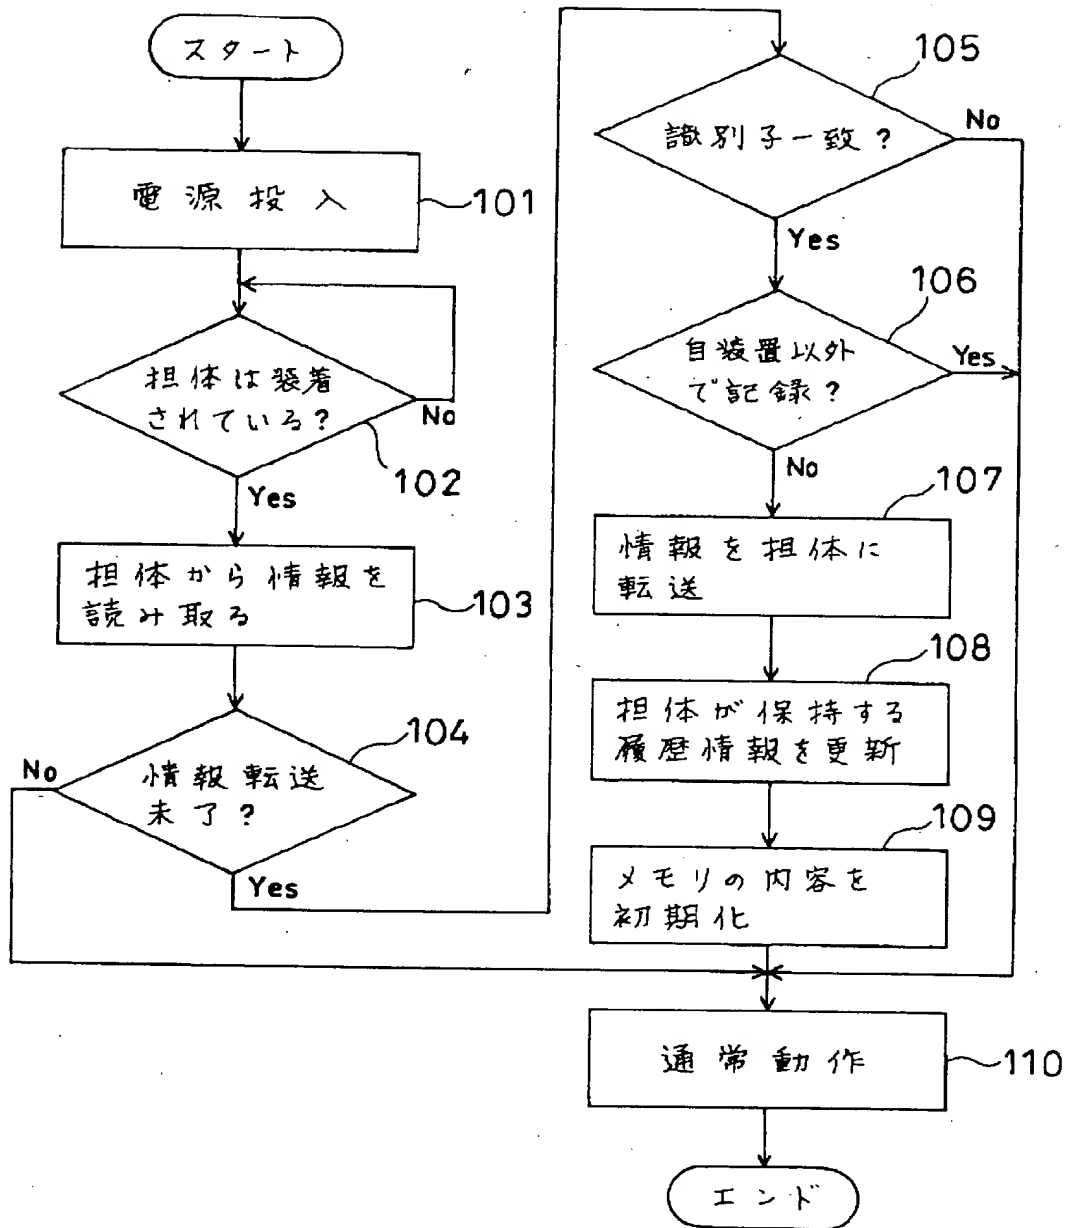 スタート
電源投入
101
担体は装着
されている?
No
102
Yes
担体から情報を
読み取る
103
104
No
情報転送
未了?
Yes
105
識別子一致?
No
Yes
106
自装置以外
で記録?
Yes
No
107
情報を担体に
転送
108
担体が保持する
履歴情報を更新
109
メモリの内容を
初期化
通常動作
110
エンド